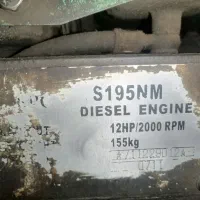 S195NM
DIESEL ENGINE
12HP/2000 RPM
155kg